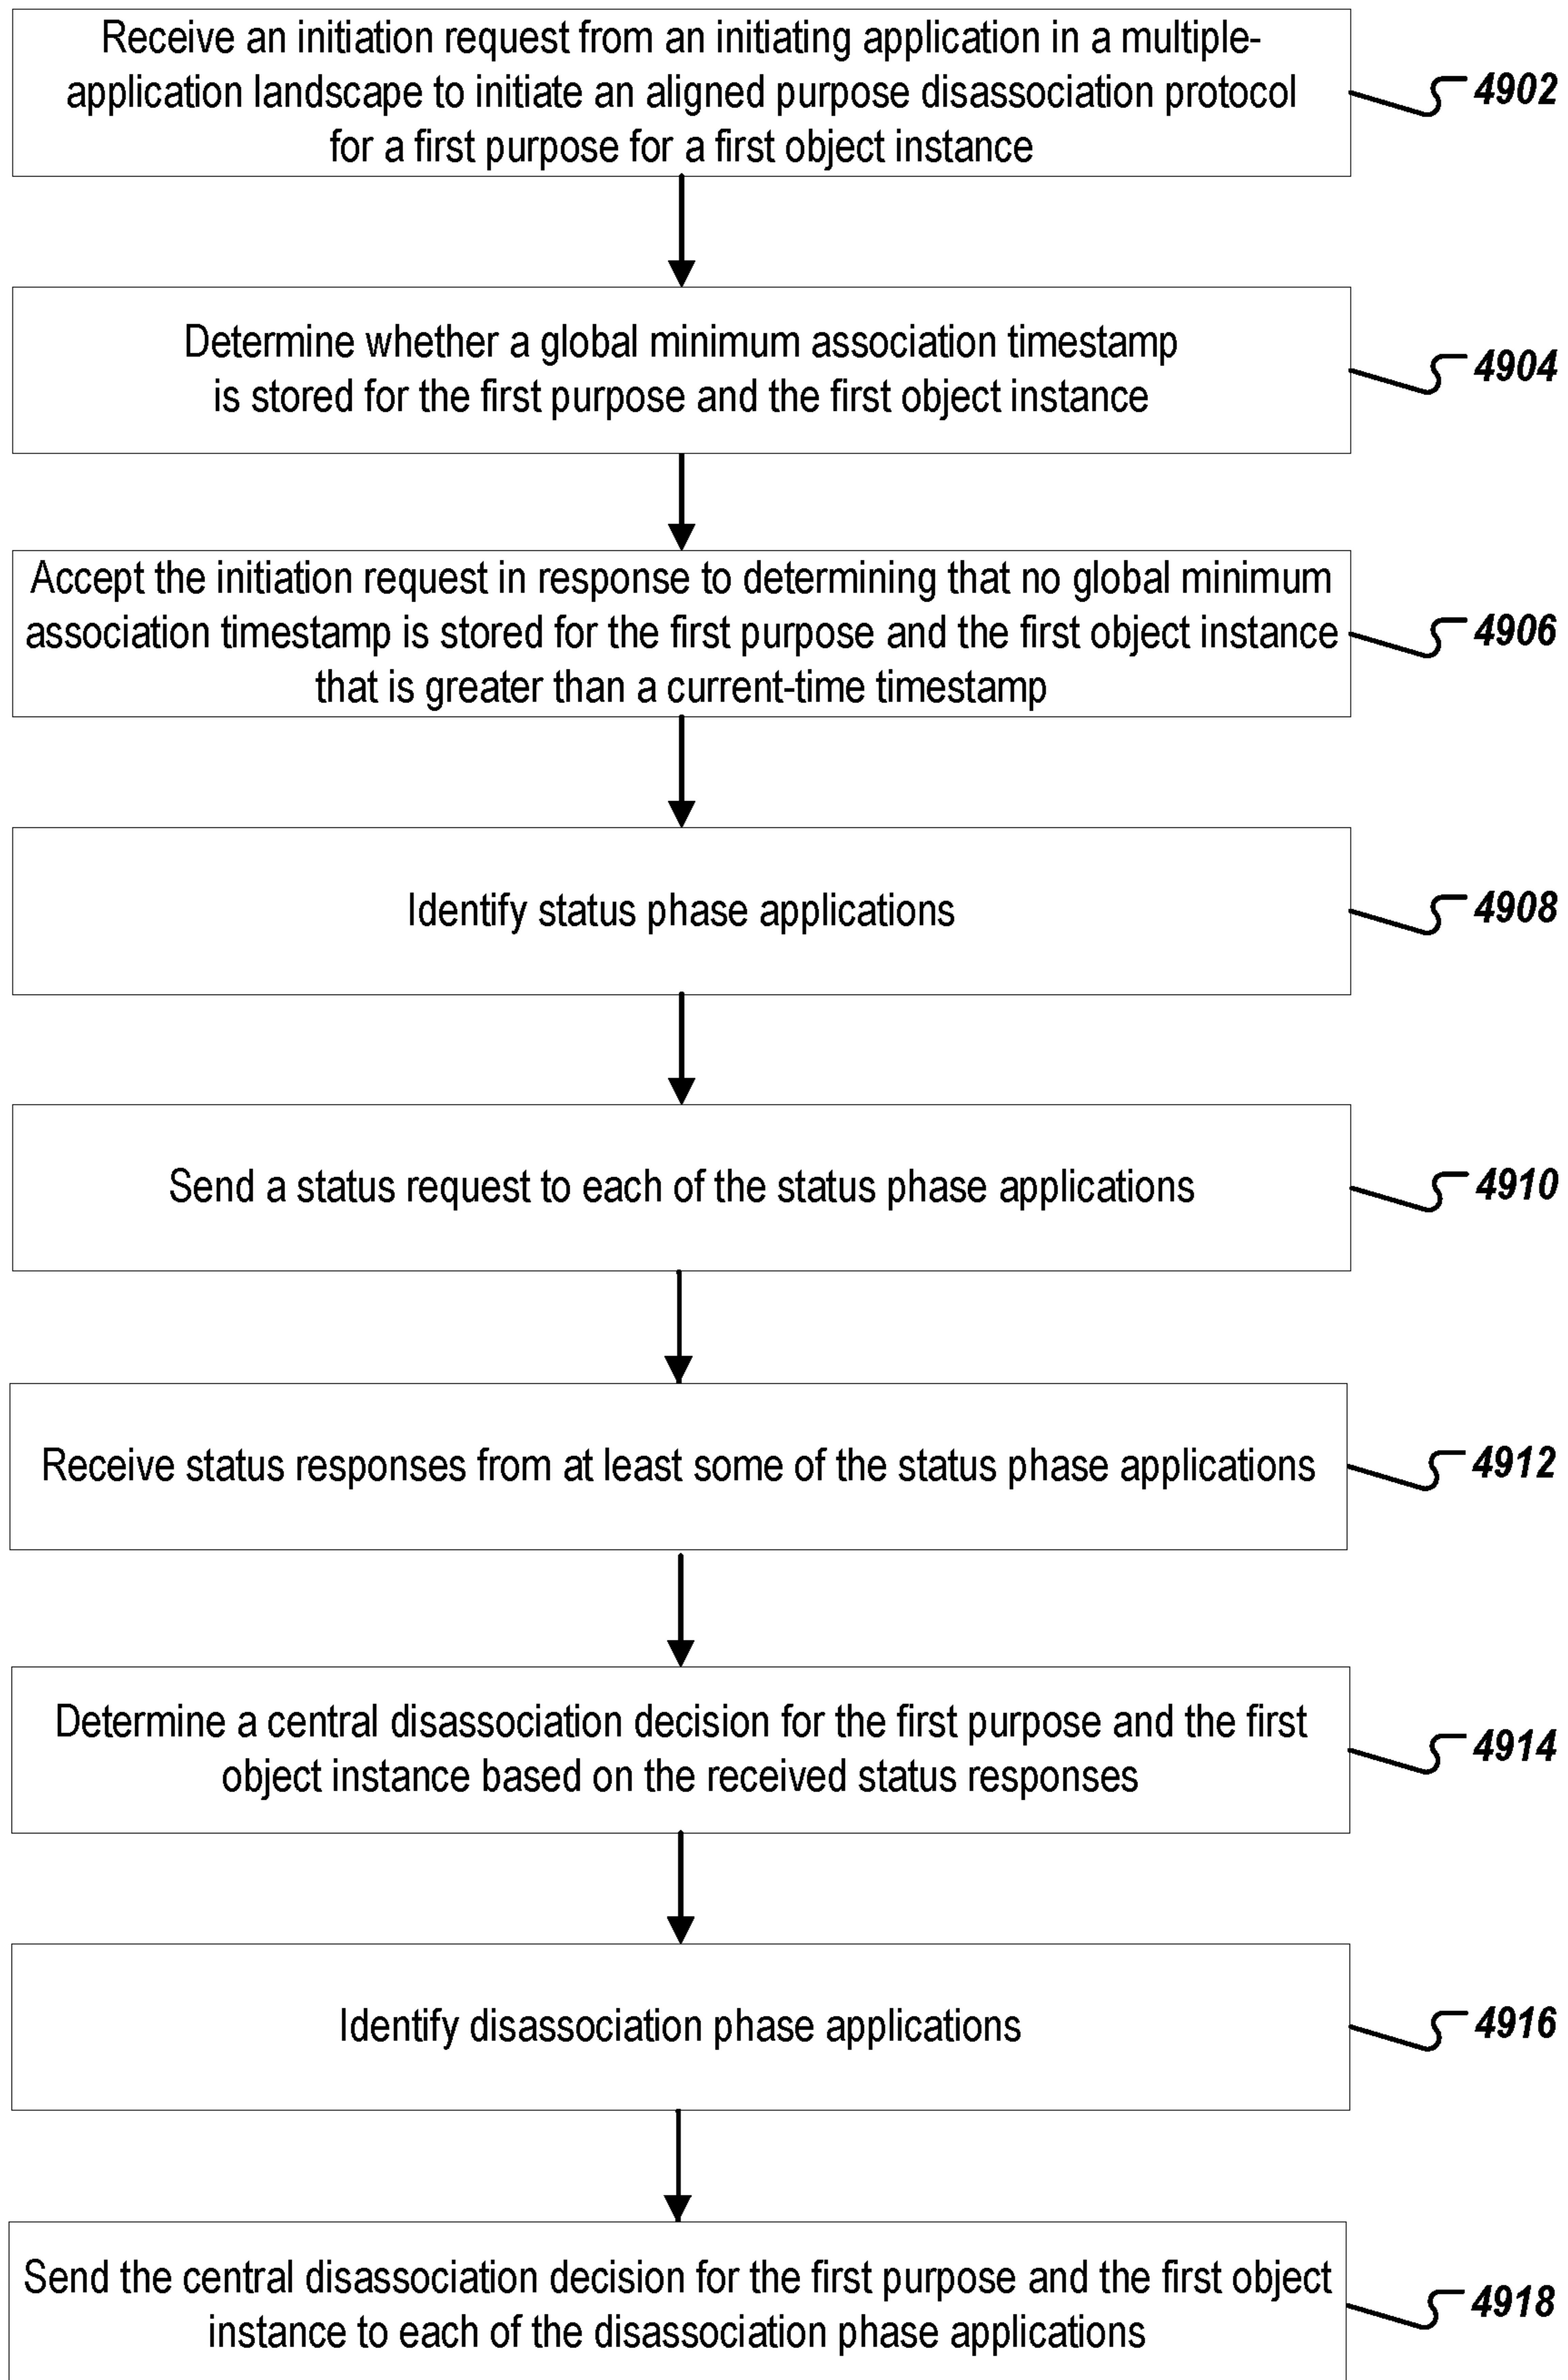 Receive an initiation request from an initiating application in a multiple-
application landscape to initiate an aligned purpose disassociation protocol
for a first purpose for a first object instance
4902
Determine whether a global minimum association timestamp
is stored for the first purpose and the first object instance
4904
Accept the initiation request in response to determining that no global minimum
association timestamp is stored for the first purpose and the first object instance
that is greater than a current-time timestamp
4906
Identify status phase applications
4908
Send a status request to each of the status phase applications
4910
Receive status responses from at least some of the status phase applications
4912
Determine a central disassociation decision for the first purpose and the first
object instance based on the received status responses
4914
Identify disassociation phase applications
4916
Send the central disassociation decision for the first purpose and the first object
instance to each of the disassociation phase applications
4918